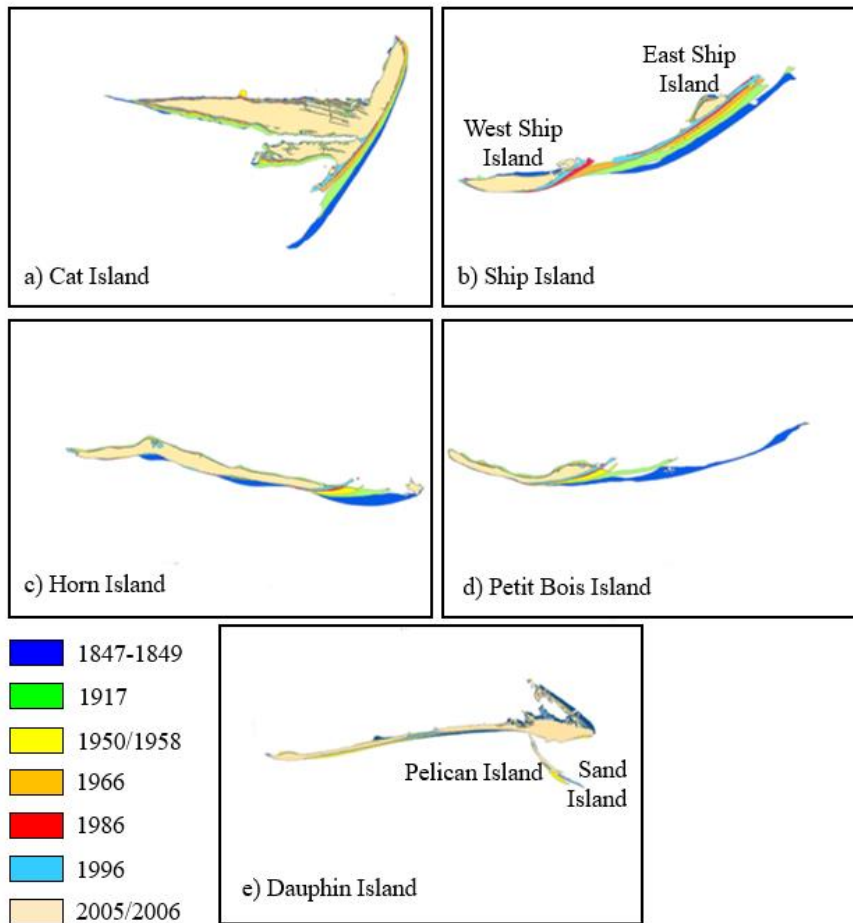 East Ship
Island
West Ship
Island
a) Cat Island
b) Ship Island
c) Horn Island
d) Petit Bois Island
1847-1849
1917
1950/1958
1966
1986
1996
2005/2006
Pelican Island
Sand
Island
e) Dauphin Island